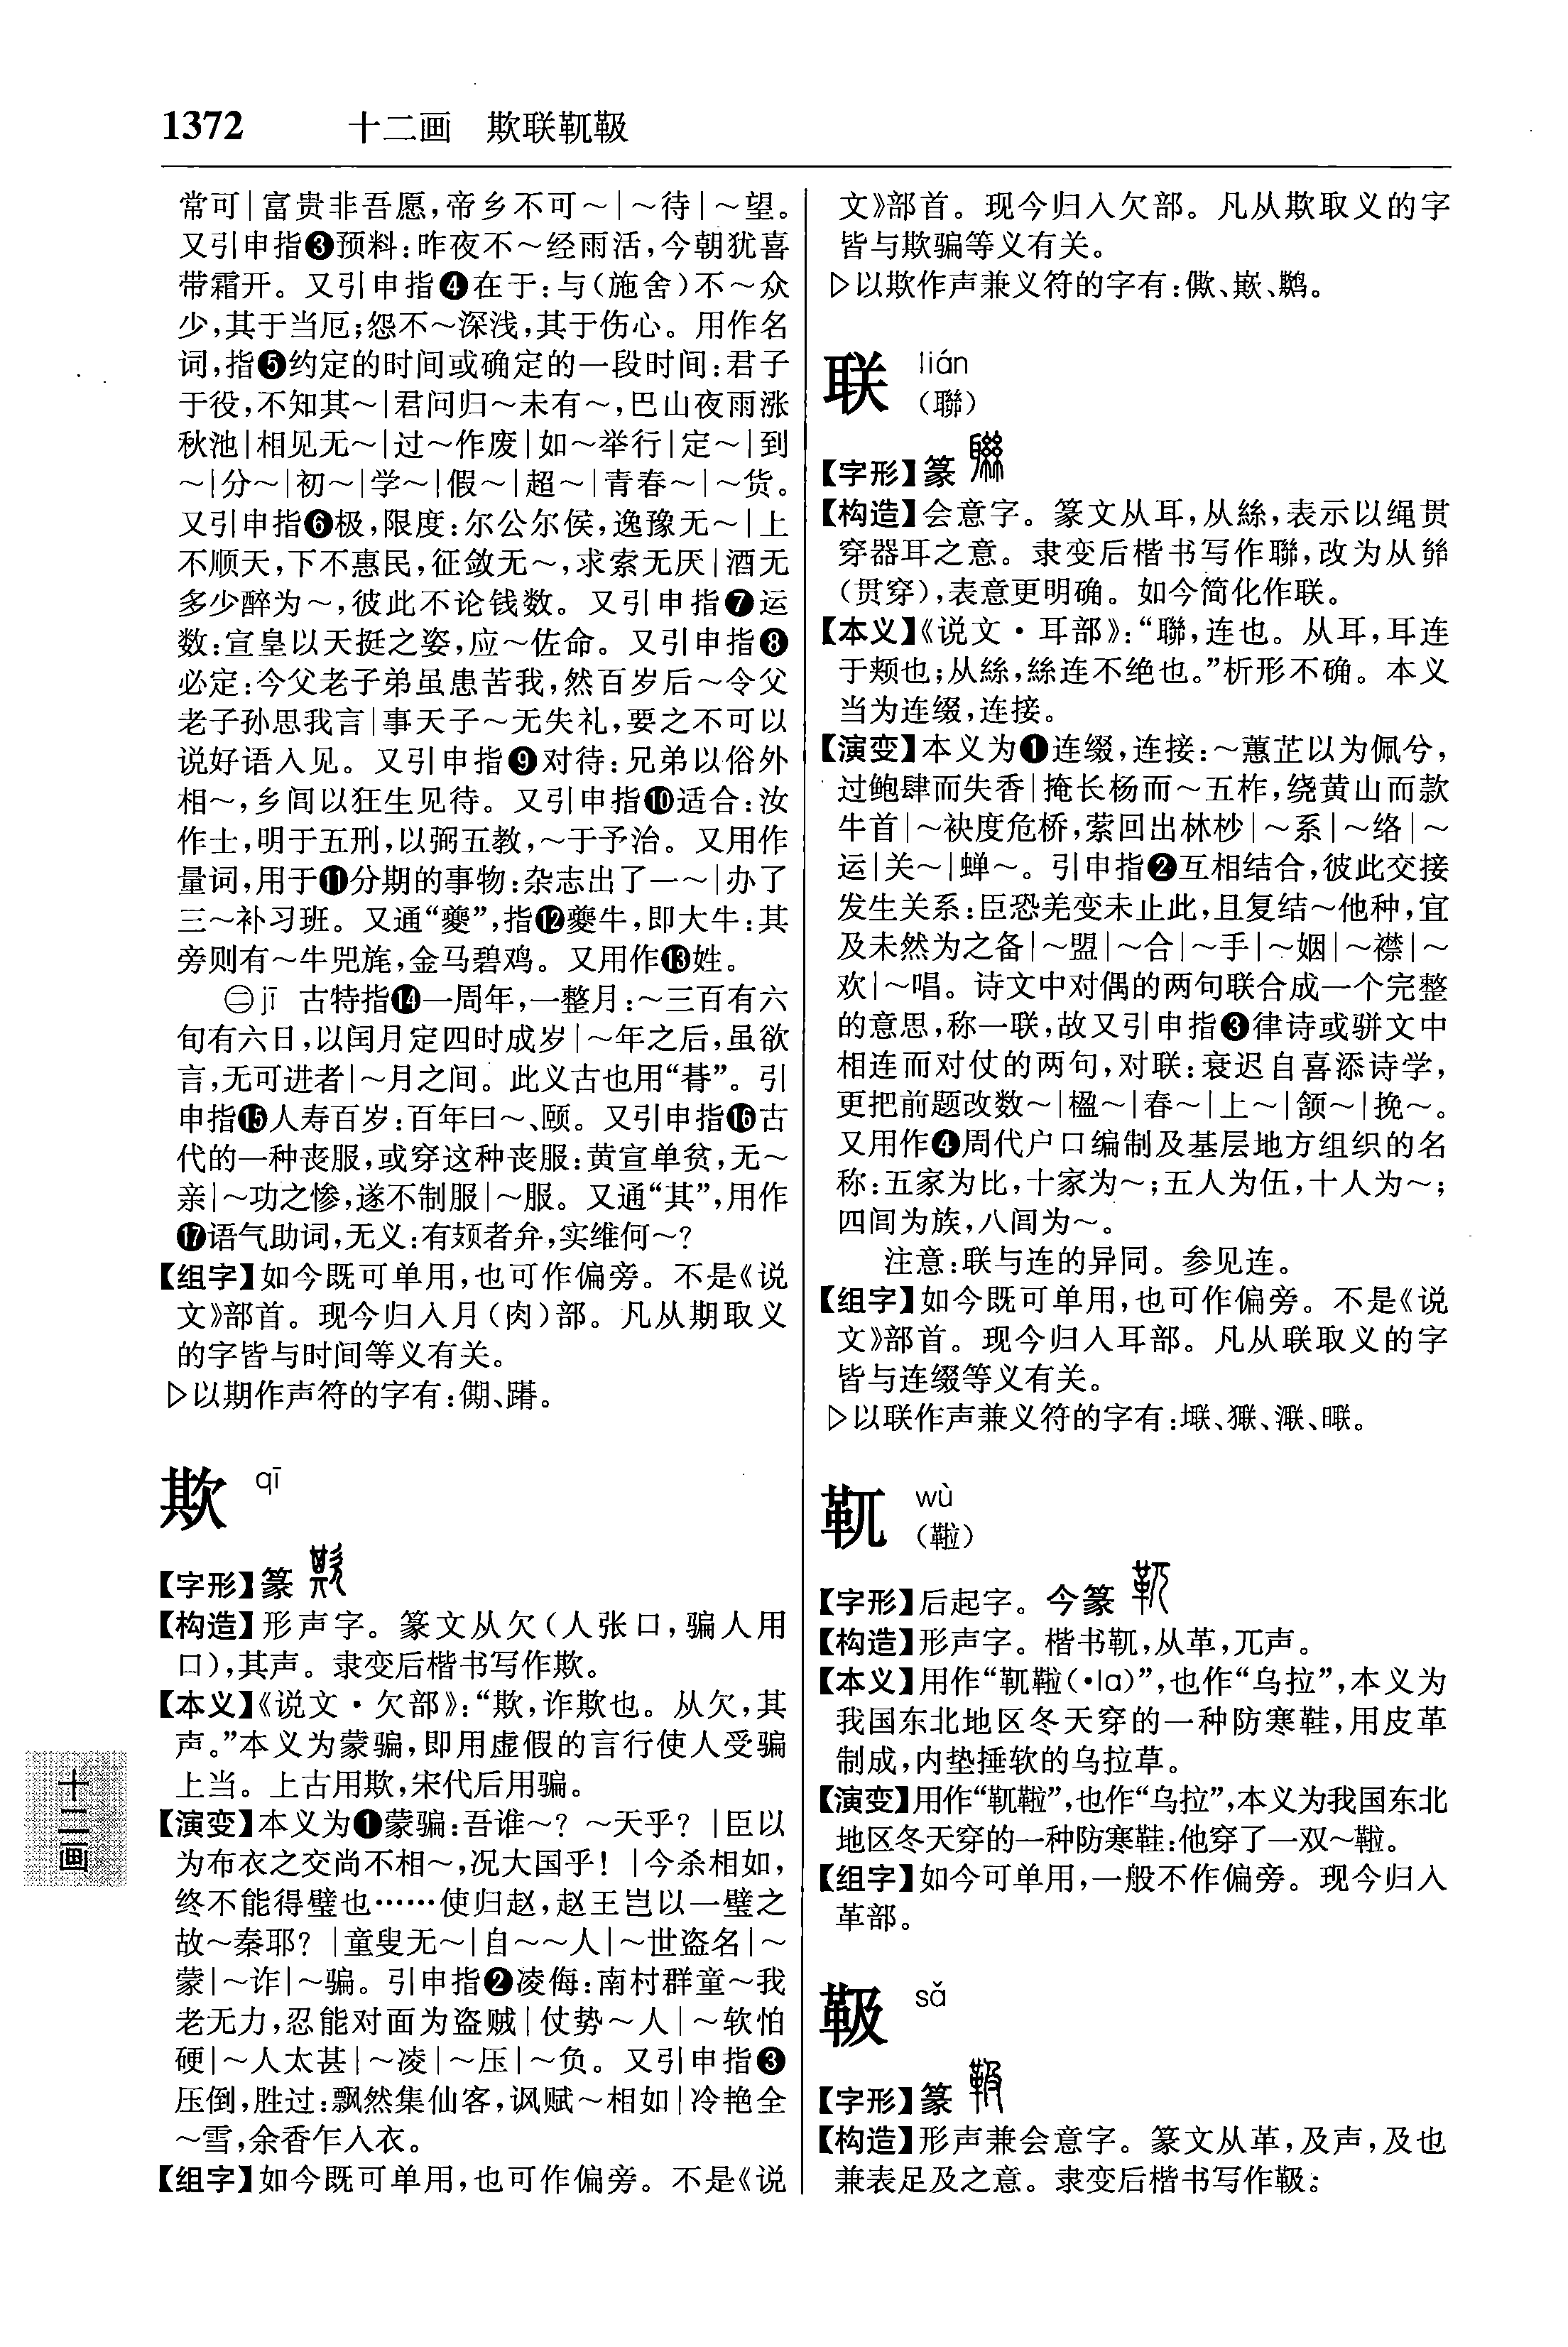 1372 十二画 欺联靰靸
常可|富贵非吾愿,帝乡不可～|～待|～望。
又引申指❸预料:昨夜不～经雨活,今朝犹喜
带霜开。又引申指❹在于:与(施舍)不～众
少,其于当厄;怨不～深浅,其于伤心。用作名
词,指❺约定的时间或确定的一段时间:君子
于役,不知其～|君问归～未有～,巴山夜雨涨
秋池|相见无～|过～作废|如～举行|定～|到
～|分～|初～|学～|假～|超～|青春～|～货。
又引申指❻极,限度:尔公尔侯,逸豫无～|上
不顺天,下不惠民,征敛无～,求索无厌|酒无
多少醉为～,彼此不论钱数。又引申指❼运
数:宣皇以天挺之姿,应～佐命。又引申指❽
必定:今父老子弟虽患苦我,然百岁后～令父
老子孙思我言|事天子～无失礼,要之不可以
说好语入见。又引申指❾对待:兄弟以俗外
相～,乡闾以狂生见待。又引申指❿适合:汝
作士,明于五刑,以弼五教,～于予治。又用作
量词,用于⓫分期的事物:杂志出了一～|办了
三～补习班。又通“夔”,指⓬夔牛,即大牛:其
旁则有～牛兕旄,金马碧鸡。又用作⓭姓。
㊁jī 古特指⓮一周年,一整月:～三百有六
旬有六日,以闰月定四时成岁|～年之后,虽欲
言,无可进者|～月之间。此义古也用“朞”。引
申指⓯人寿百岁:百年曰～、颐。又引申指⓰古
代的一种丧服,或穿这种丧服:黄宣单贫,无～
亲|～功之惨,遂不制服|～服。又通“其”,用作
⓱语气助词,无义:有頍者弁,实维何～?
【组字】如今既可单用,也可作偏旁。不是《说
文》部首。现今归入月(肉)部。凡从期取义
的字皆与时间等义有关。
▷以期作声符的字有:
欺 qī
【字形】篆
【构造】形声字。篆文从欠(人张口,骗人用
口),其声。隶变后楷书写作欺。
【本义】《说文·欠部》:“欺,诈欺也。从欠,其
声。”本义为蒙骗,即用虚假的言行使人受骗
上当。上古用欺,宋代后用骗。
【演变】本义为❶蒙骗:吾谁～? ～天乎? |臣以
为布衣之交尚不相～,况大国乎! |今杀相如,
终不能得璧也……使归赵,赵王岂以一璧之
故～秦耶? |童叟无～|自～～人|～世盗名|～
蒙|～诈|～骗。引申指❷凌侮:南村群童～我
老无力,忍能对面为盗贼|仗势～人|～软怕
硬|～人太甚|～凌|～压|～负。又引申指❸
压倒,胜过:飘然集仙客,讽赋～相如|冷艳全
～雪,余香乍入衣。
【组字】如今既可单用,也可作偏旁。不是《说
文》部首。现今归入欠部。凡从欺取义的字
皆与欺骗等义有关。
▷以欺作声兼义符的字有:
联 lián
(聯)
【字形】篆
【构造】会意字。篆文从耳,从絲,表示以绳贯
穿器耳之意。隶变后楷书写作聯,改为从𢇇
(贯穿),表意更明确。如今简化作联。
【本义】《说文·耳部》:“聯,连也。从耳,耳连
于颊也;从絲,絲连不绝也。”析形不确。本义
当为连缀,连接。
【演变】本义为❶连缀,连接:～蕙芷以为佩兮,
过鲍肆而失香|掩长杨而～五柞,绕黄山而款
牛首|～袂度危桥,萦回出林杪|～系|～络|～
运|关～|蝉～。引申指❷互相结合,彼此交接
发生关系:臣恐羌变未止此,且复结～他种,宜
及未然为之备|～盟|～合|～手|～姻|～襟|～
欢|～唱。诗文中对偶的两句联合成一个完整
的意思,称一联,故又引申指❸律诗或骈文中
相连而对仗的两句,对联:衰迟自喜添诗学,
更把前题改数～|楹～|春～|上～|颔～|挽～。
又用作❹周代户口编制及基层地方组织的名
称:五家为比,十家为～;五人为伍,十人为～;
四闾为族,八闾为～。
注意:联与连的异同。参见连。
【组字】如今既可单用,也可作偏旁。不是《说
文》部首。现今归入耳部。凡从联取义的字
皆与连缀等义有关。
▷以联作声兼义符的字有:
靰 wù
(鞡)
【字形】后起字。今篆
【构造】形声字。楷书靰,从革,兀声。
【本义】用作“靰鞡(·la)”,也作“乌拉”,本义为
我国东北地区冬天穿的一种防寒鞋,用皮革
制成,内垫捶软的乌拉草。
【演变】用作“靰鞡”,也作“乌拉”,本义为我国东北
地区冬天穿的一种防寒鞋:他穿了一双～鞡。
【组字】如今可单用,一般不作偏旁。现今归入
革部。
靸 sǎ
【字形】篆
【构造】形声兼会意字。篆文从革,及声,及也
兼表足及之意。隶变后楷书写作靸。
十二画